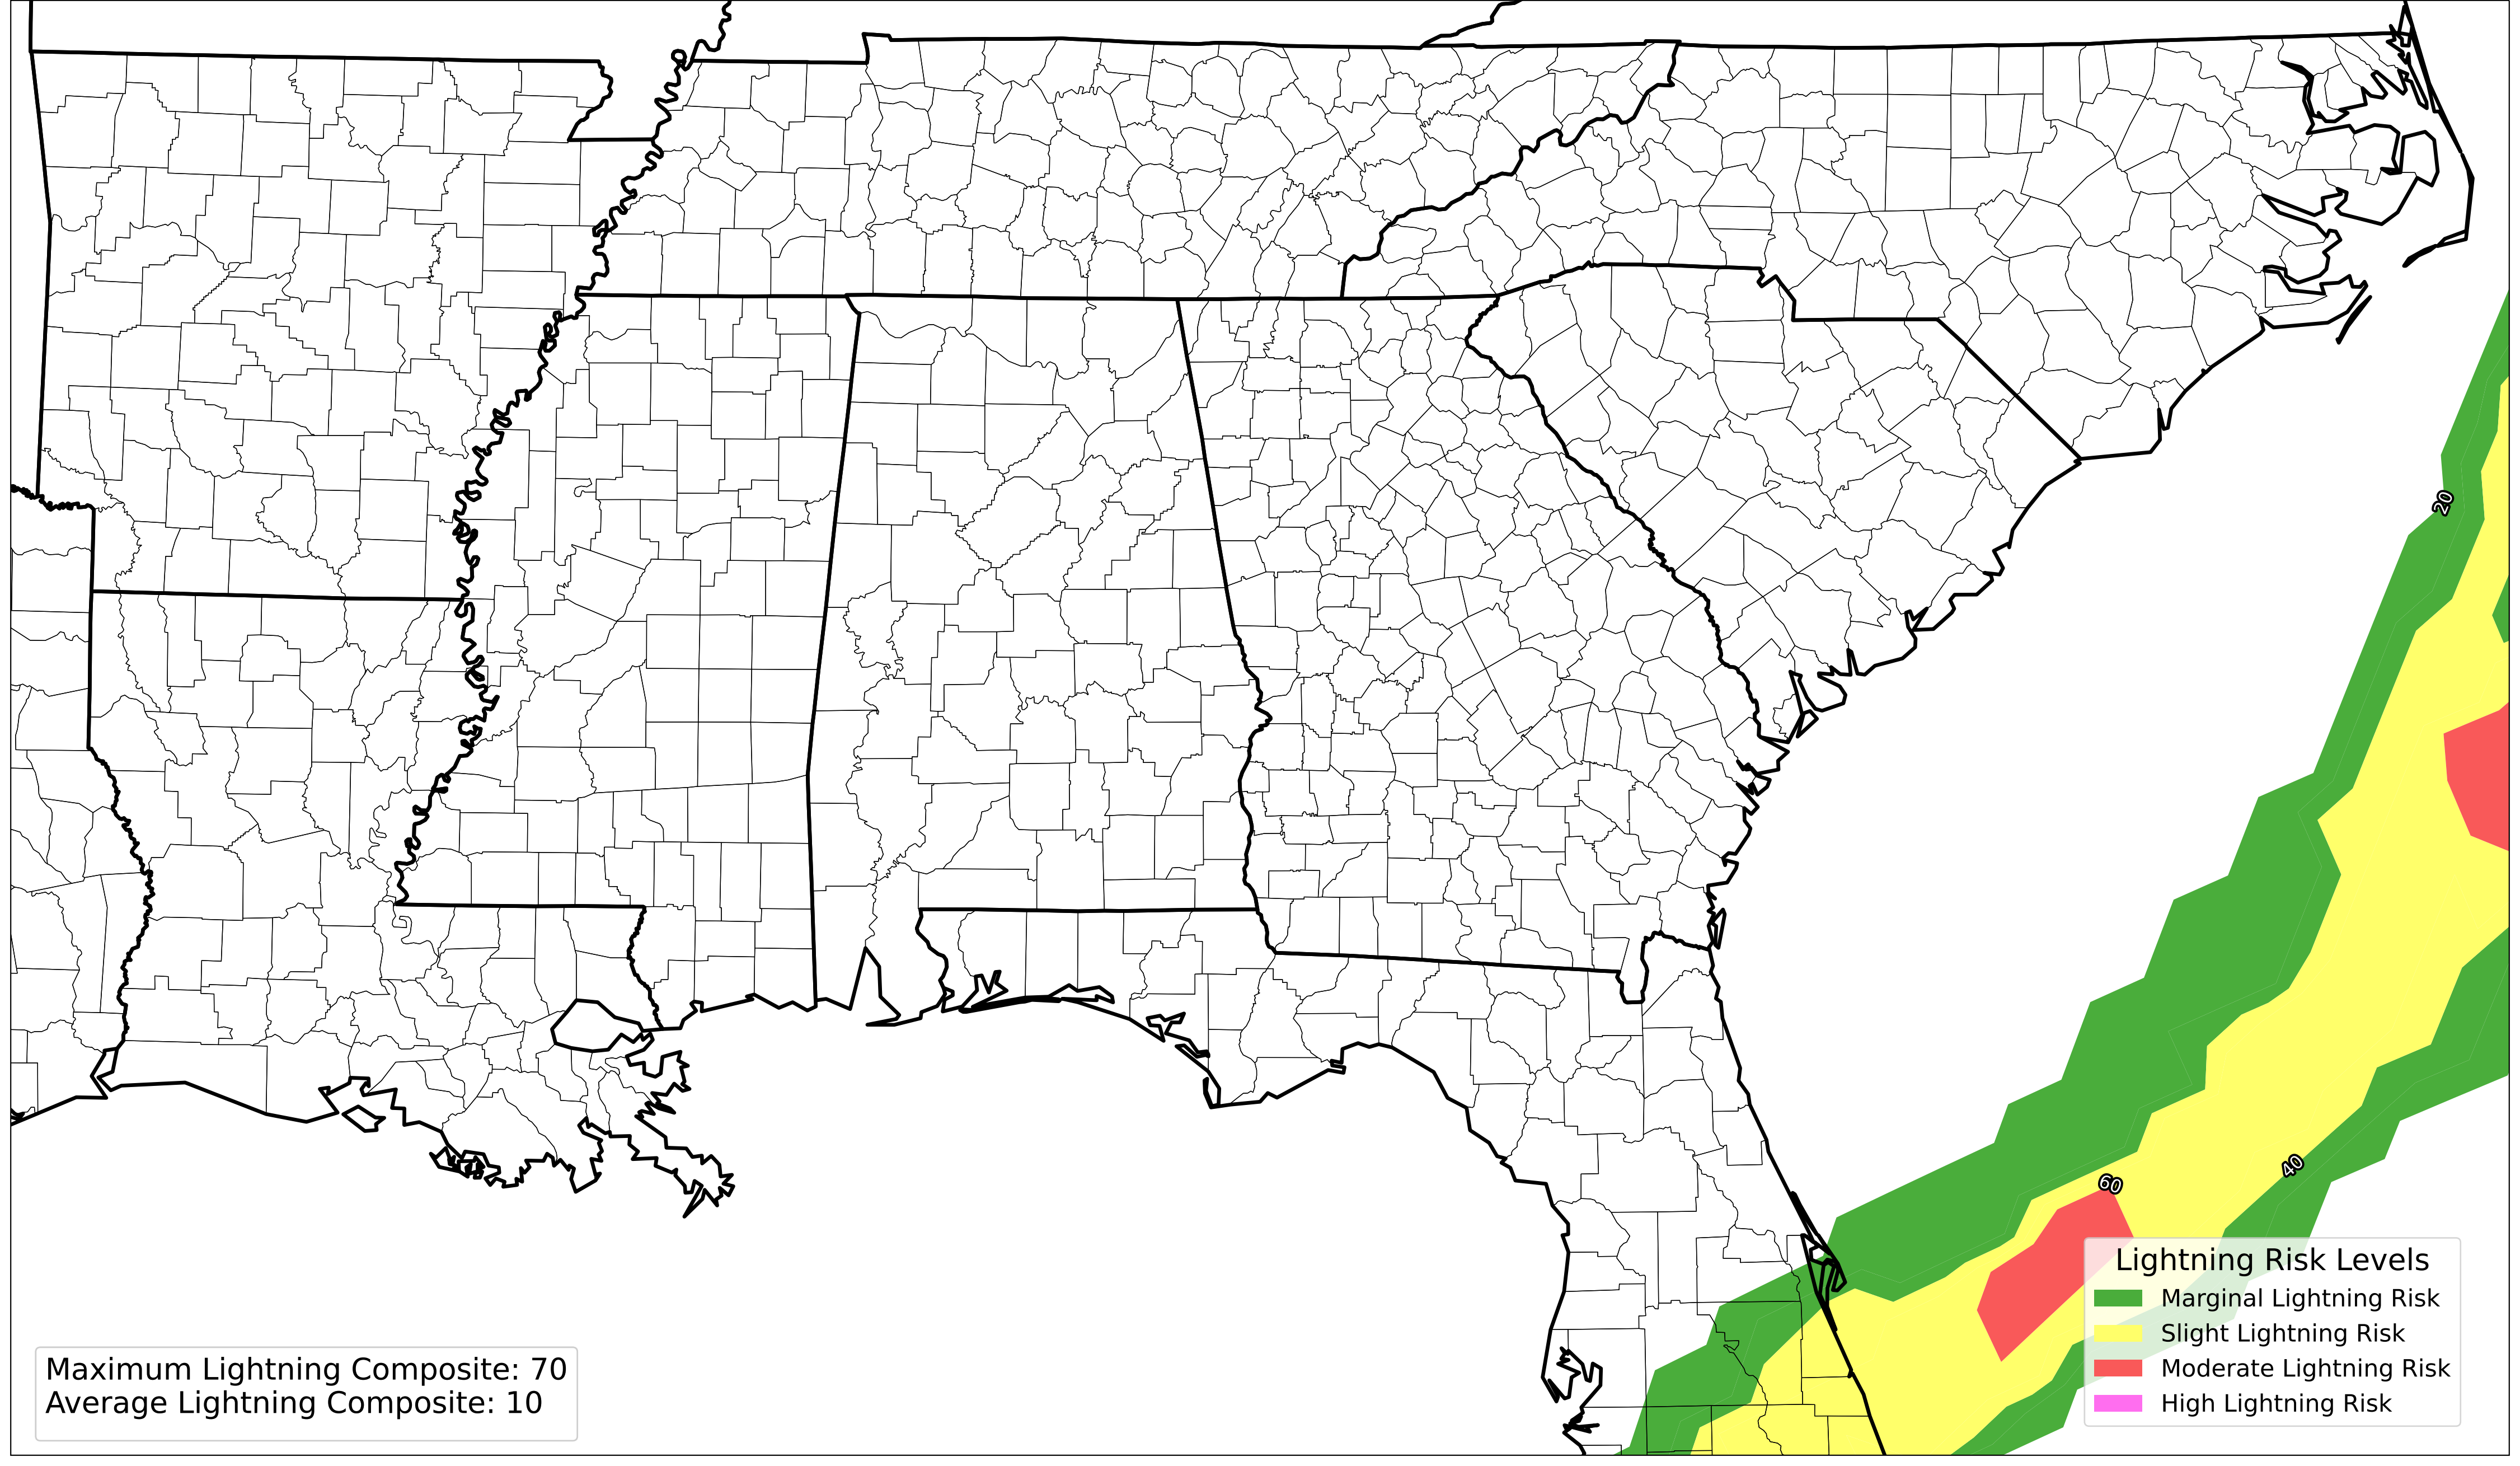 20
40
60
Lightning Risk Levels
Marginal Lightning Risk
Slight Lightning Risk
Moderate Lightning Risk
High Lightning Risk
Maximum Lightning Composite: 70
Average Lightning Composite: 10